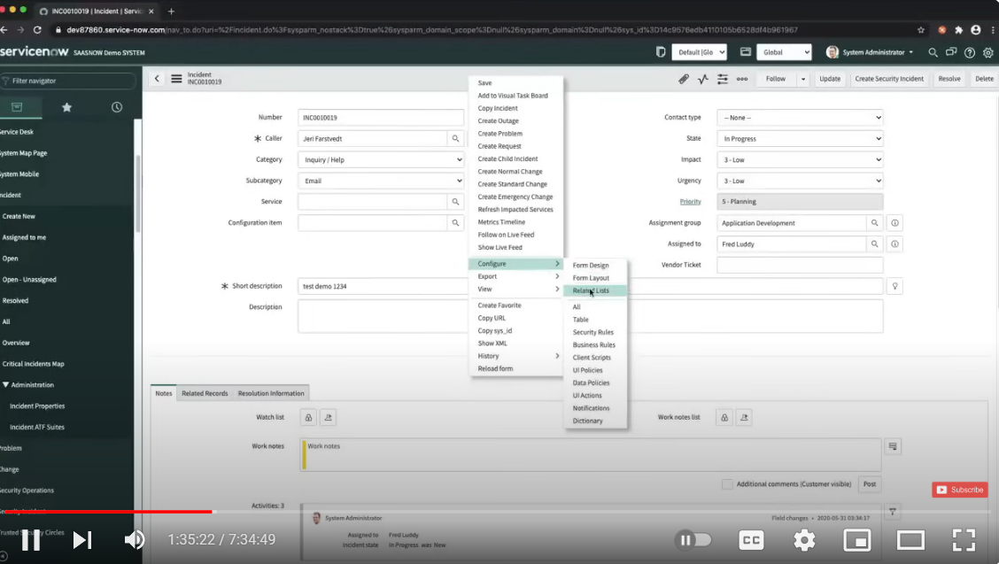 INC0010019 | Incident | Servic
dev87860.service-now.com/nav_to.do?uri=%2Fincident.do%3Fsysparm_nostack%3Dtrue%26sysparm_domain_scope%3Dnull%26sysparm_domain%3Dnull%26sys_id%3D14c9576edb4110510765b6528df4b961967
servicenow SAASNOW Demo SYSTEM
Default |Glo
Global
System Administrator
Filter navigator
Incident
INC0010019
Follow
Update
Create Security Incident
Resolve
Delete
Service Desk
System Map Page
System Mobile
Incident
Create New
Assigned to me
Open
Open - Unassigned
Resolved
All
Overview
Critical Incidents Map
Administration
Incident Properties
Incident ATF Suites
Problem
Change
Security Operations
Trusted Security Circles
Number INC0010019
Caller Jeri Farstvedt
Category Inquiry / Help
Subcategory Email
Service
Configuration item
Short description test demo 1234
Description
Save
Add to Visual Task Board
Copy Incident
Create Outage
Create Problem
Create Request
Create Child Incident
Create Normal Change
Create Standard Change
Create Emergency Change
Refresh Impacted Services
Metrics Timeline
Follow on Live Feed
Show Live Feed
Configure
Export
View
Create Favorite
Copy URL
Copy sys_id
Show XML
History
Reload form
Form Design
Form Layout
Related Lists
All
Table
Security Rules
Business Rules
Client Scripts
UI Policies
Data Policies
UI Actions
Notifications
Dictionary
Contact type -- None --
State In Progress
Impact 3 - Low
Urgency 3 - Low
Priority 5 - Planning
Assignment group Application Development
Assigned to Fred Luddy
Vendor Ticket
Notes
Related Records
Resolution Information
Watch list
Work notes list
Work notes Work notes
Additional comments (Customer visible)
Post
Subscribe
Activities: 3
System Administrator
Field changes • 2020-05-31 03:34:17
Assigned to Fred Luddy
Incident state In Progress was New
1:35:22 / 7:34:49
CC